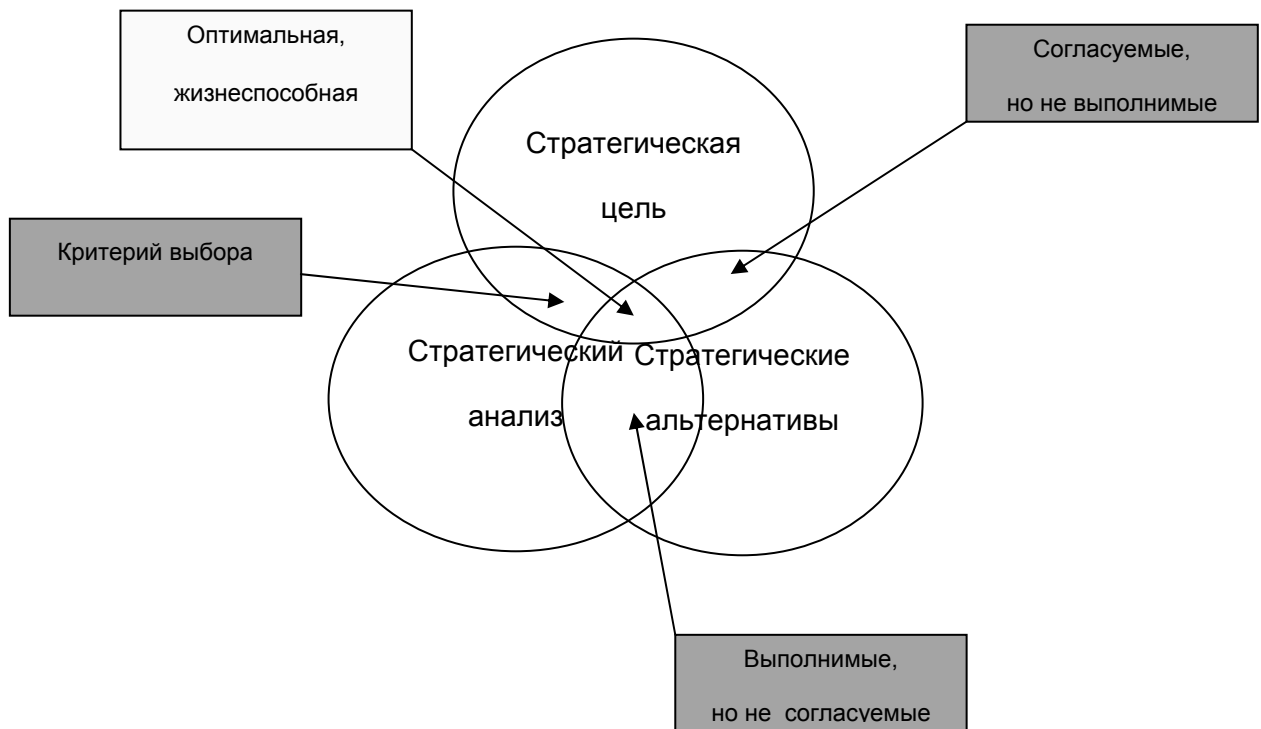 Оптимальная,
жизнеспособная
Согласуемые,
но не выполнимые
Стратегическая
цель
Критерий выбора
Стратегический
анализ
Стратегические
альтернативы
Выполнимые,
но не согласуемые